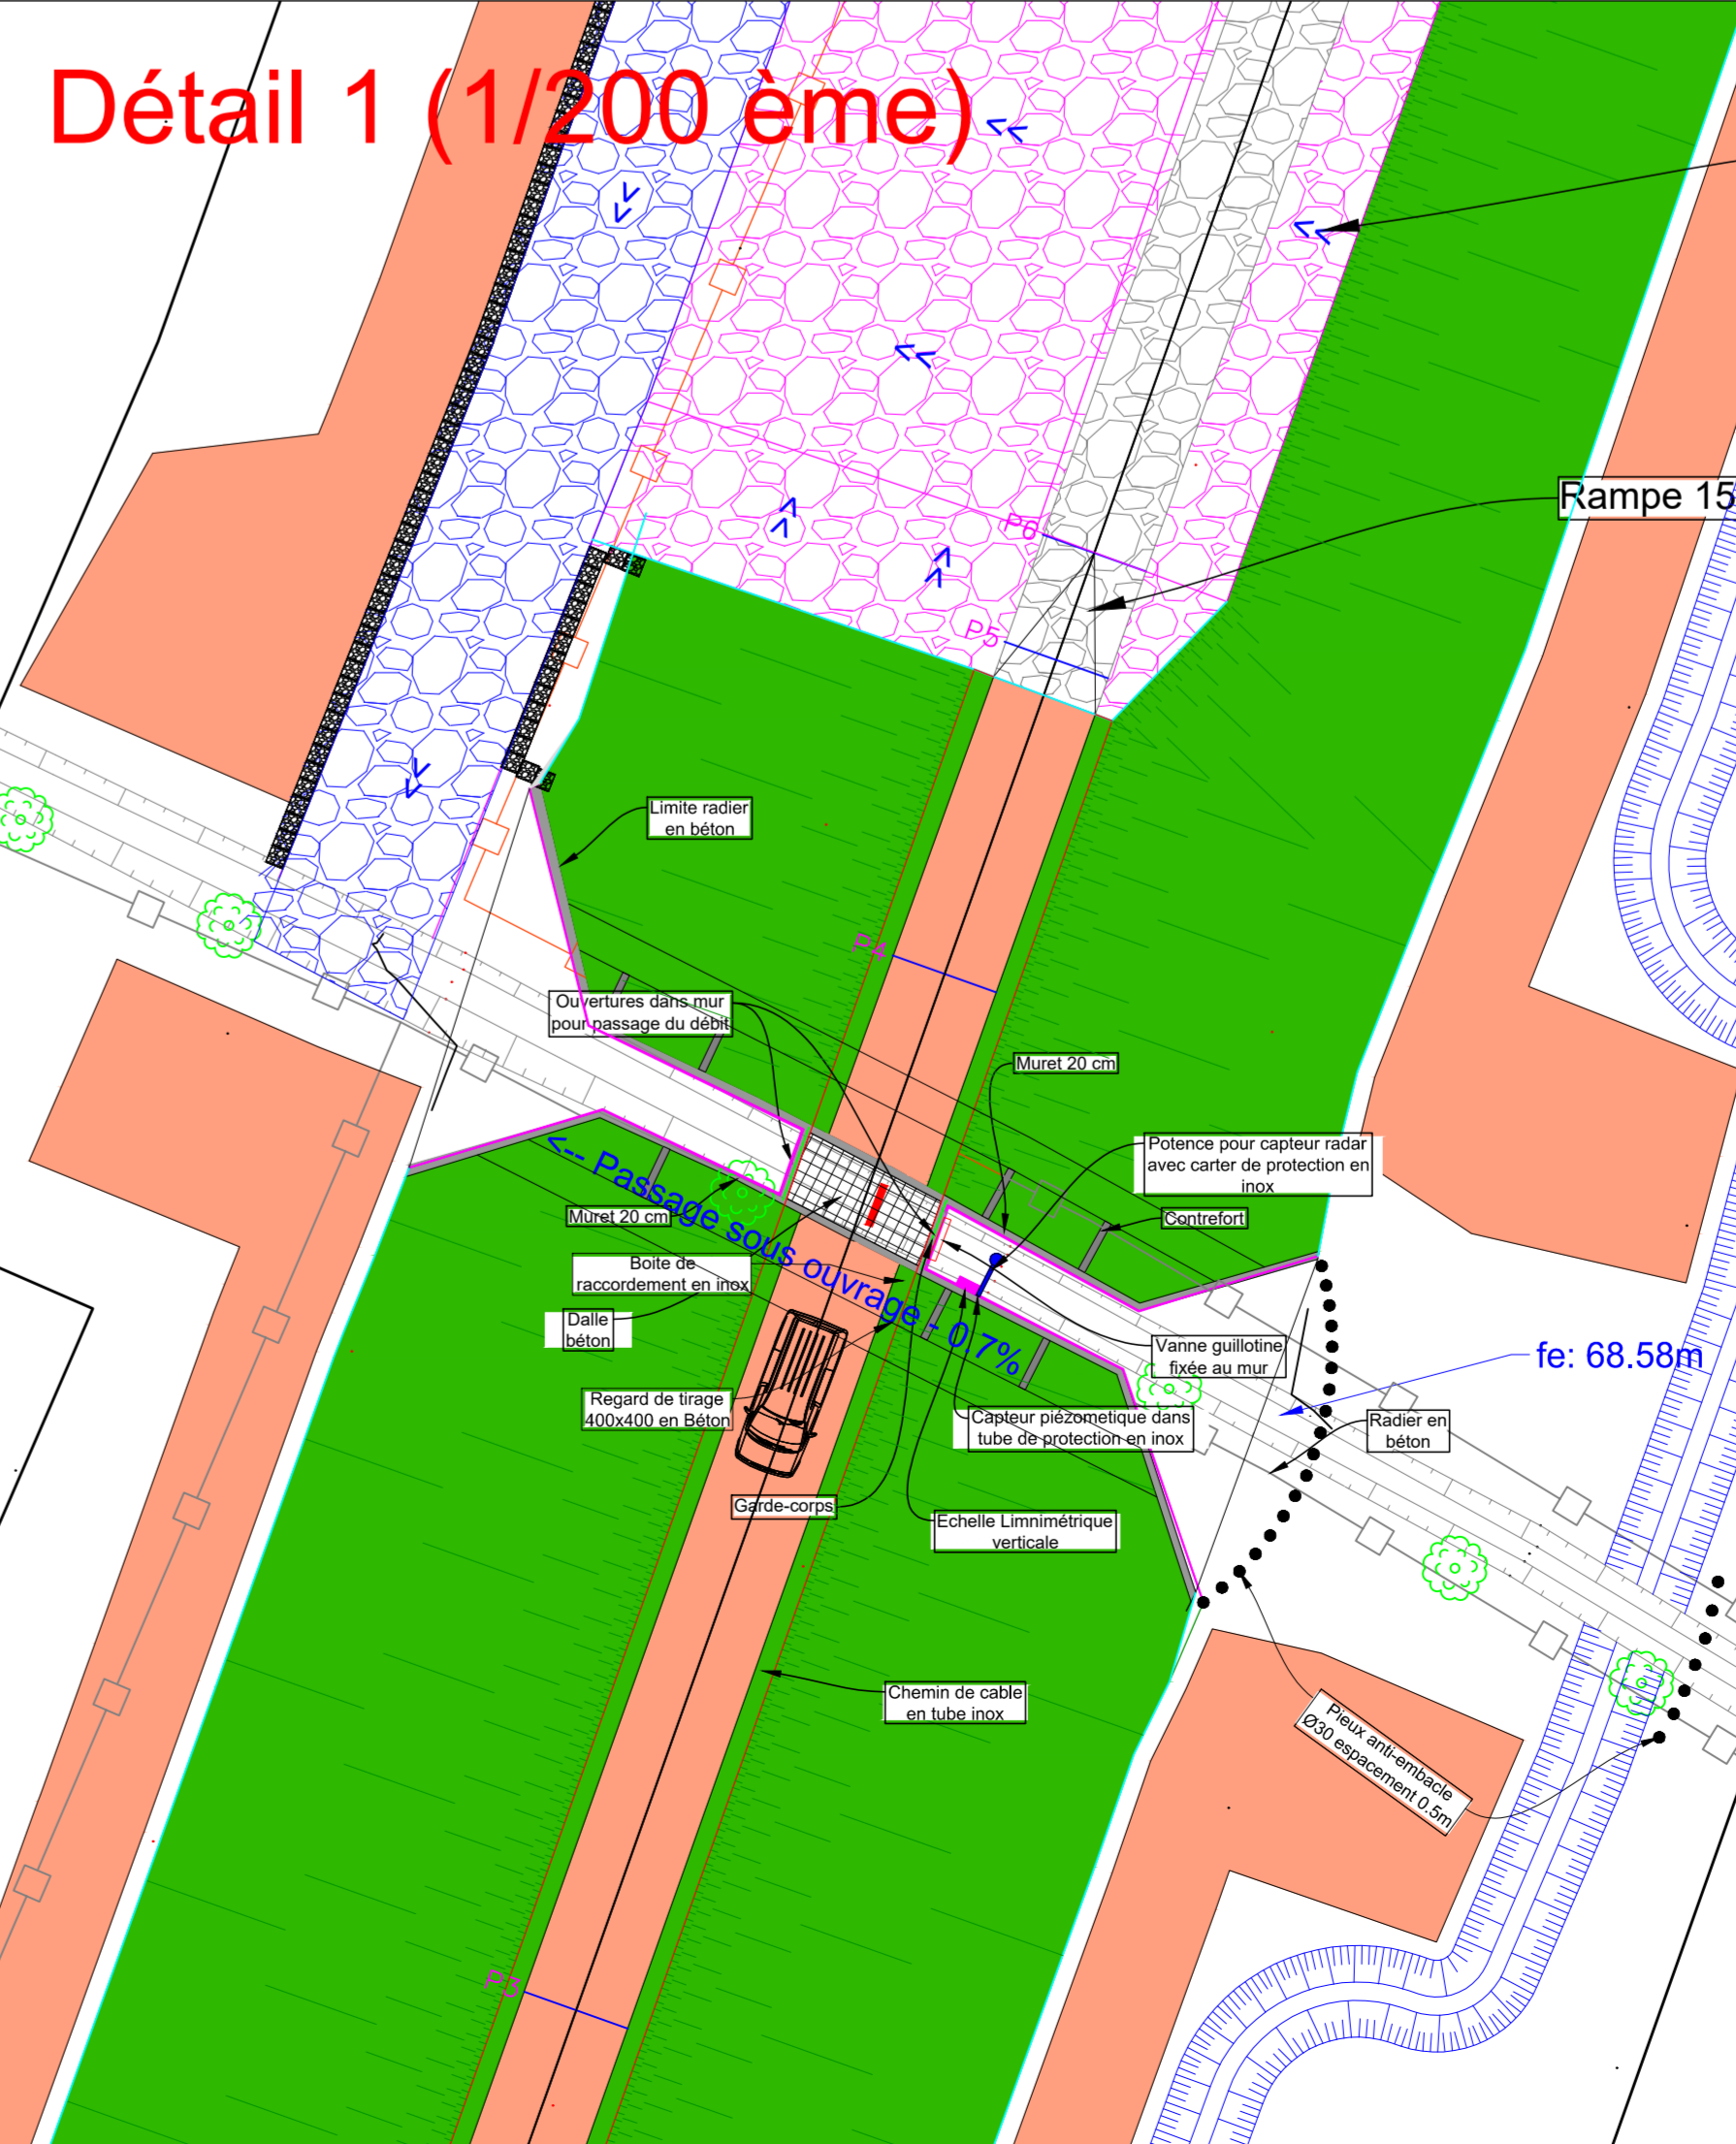 Détail 1 (1/200 ème)
Rampe 15
P6
P5
Limite radier
en béton
P4
Ouvertures dans mur
pour passage du débit
Muret 20 cm
Potence pour capteur radar
avec carter de protection en
inox
<-- Passage sous ouvrage - 0.7%
Muret 20 cm
Contrefort
Boite de
raccordement en inox
Dalle
béton
Vanne guillotine
fixée au mur
fe: 68.58m
Regard de tirage
400x400 en Béton
Capteur piézometique dans
tube de protection en inox
Radier en
béton
Garde-corps
Echelle Limnimétrique
verticale
Chemin de cable
en tube inox
Pieux anti-embacle
Ø30 espacement 0.5m
P3